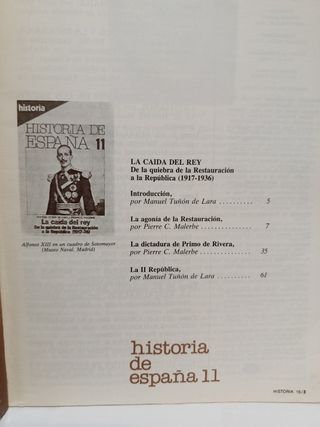 historia
HISTORIA DE
ESPAÑA 11
La caída del Rey
De la quiebra de la Restauración
a la República (1917-36)
Alfonso XIII en un cuadro de Sotomayor
(Museo Naval. Madrid)
LA CAIDA DEL REY
De la quiebra de la Restauración
a la República (1917-1936)
Introducción,
por Manuel Tuñón de Lara .......... 5
La agonía de la Restauración,
por Pierre C. Malerbe ............... 7
La dictadura de Primo de Rivera,
por Pierre C. Malerbe ............... 35
La II República,
por Manuel Tuñón de Lara .......... 61
historia
de
españa 11
HISTORIA 16/3